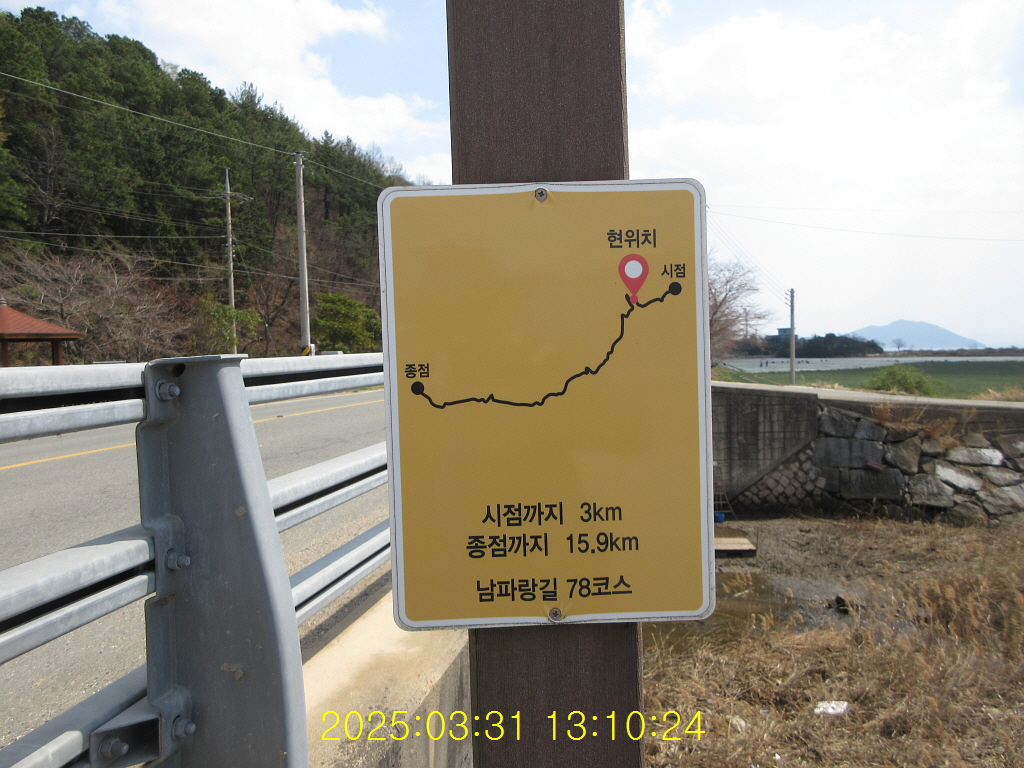 현위치
시점
종점
시점까지 3km
종점까지 15.9km
남파랑길 78코스
2025:03:31 13:10:24